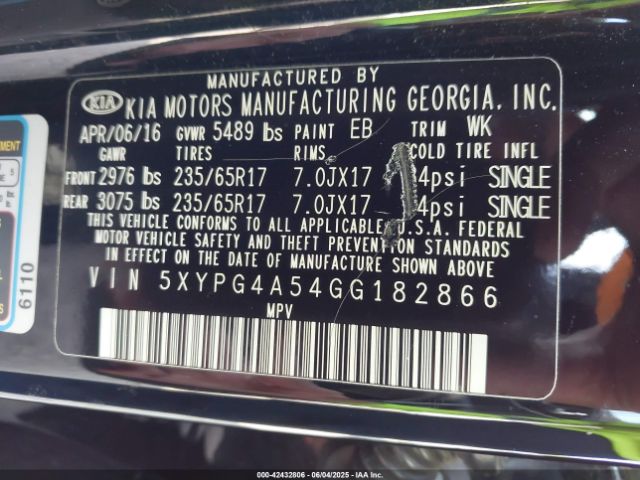 MANUFACTURED BY
KIA KIA MOTORS MANUFACTURING GEORGIA, INC.
APR/06/16 GVWR 5489 lbs PAINT EB TRIM WK
GAWR TIRES RIMS COLD TIRE INFL
FRONT 2976 lbs 235/65R17 7.0JX17 4psi SINGLE
REAR 3075 lbs 235/65R17 7.0JX17 4psi SINGLE
THIS VEHICLE CONFORMS TO ALL APPLICABLE U.S.A. FEDERAL
MOTOR VEHICLE SAFETY AND THEFT PREVENTION STANDARDS
IN EFFECT ON THE DATE OF MANUFACTURE SHOWN ABOVE.
VIN 5XYPG4A54GG182866
MPV
6110
000-42432806 - 06/04/2025 - IAA Inc.